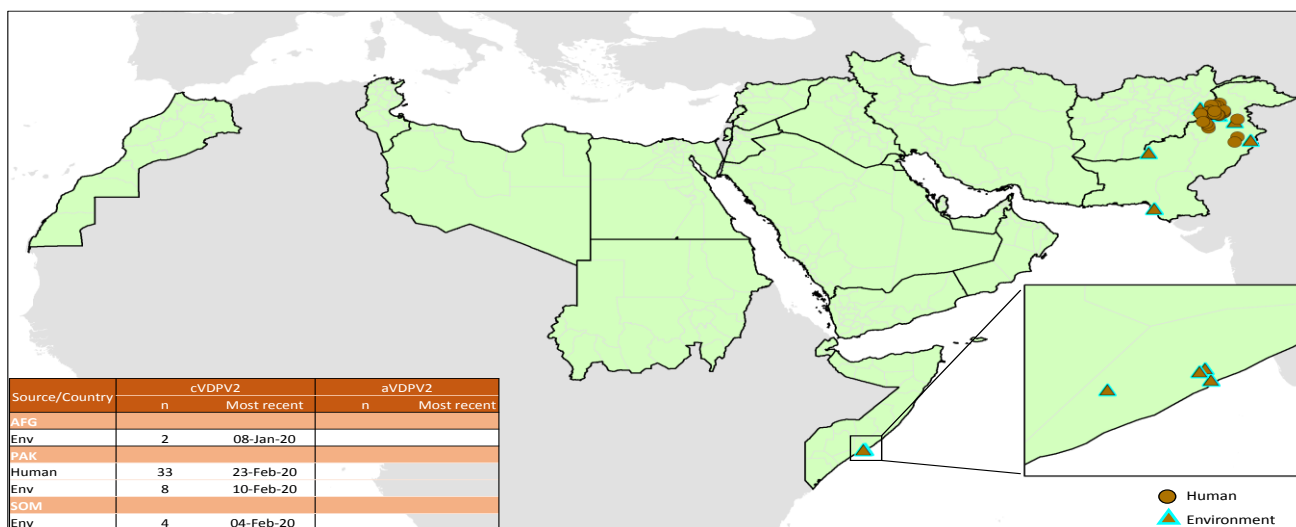 Source/Country cVDPV2 aVDPV2
n Most recent n Most recent
AFG
Env 2 08-Jan-20
PAK
Human 33 23-Feb-20
Env 8 10-Feb-20
SOM
Env 4 04-Feb-20
Human
Environment